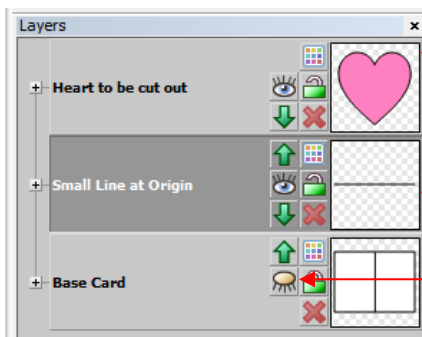 Layers
Heart to be cut out
Small Line at Origin
Base Card